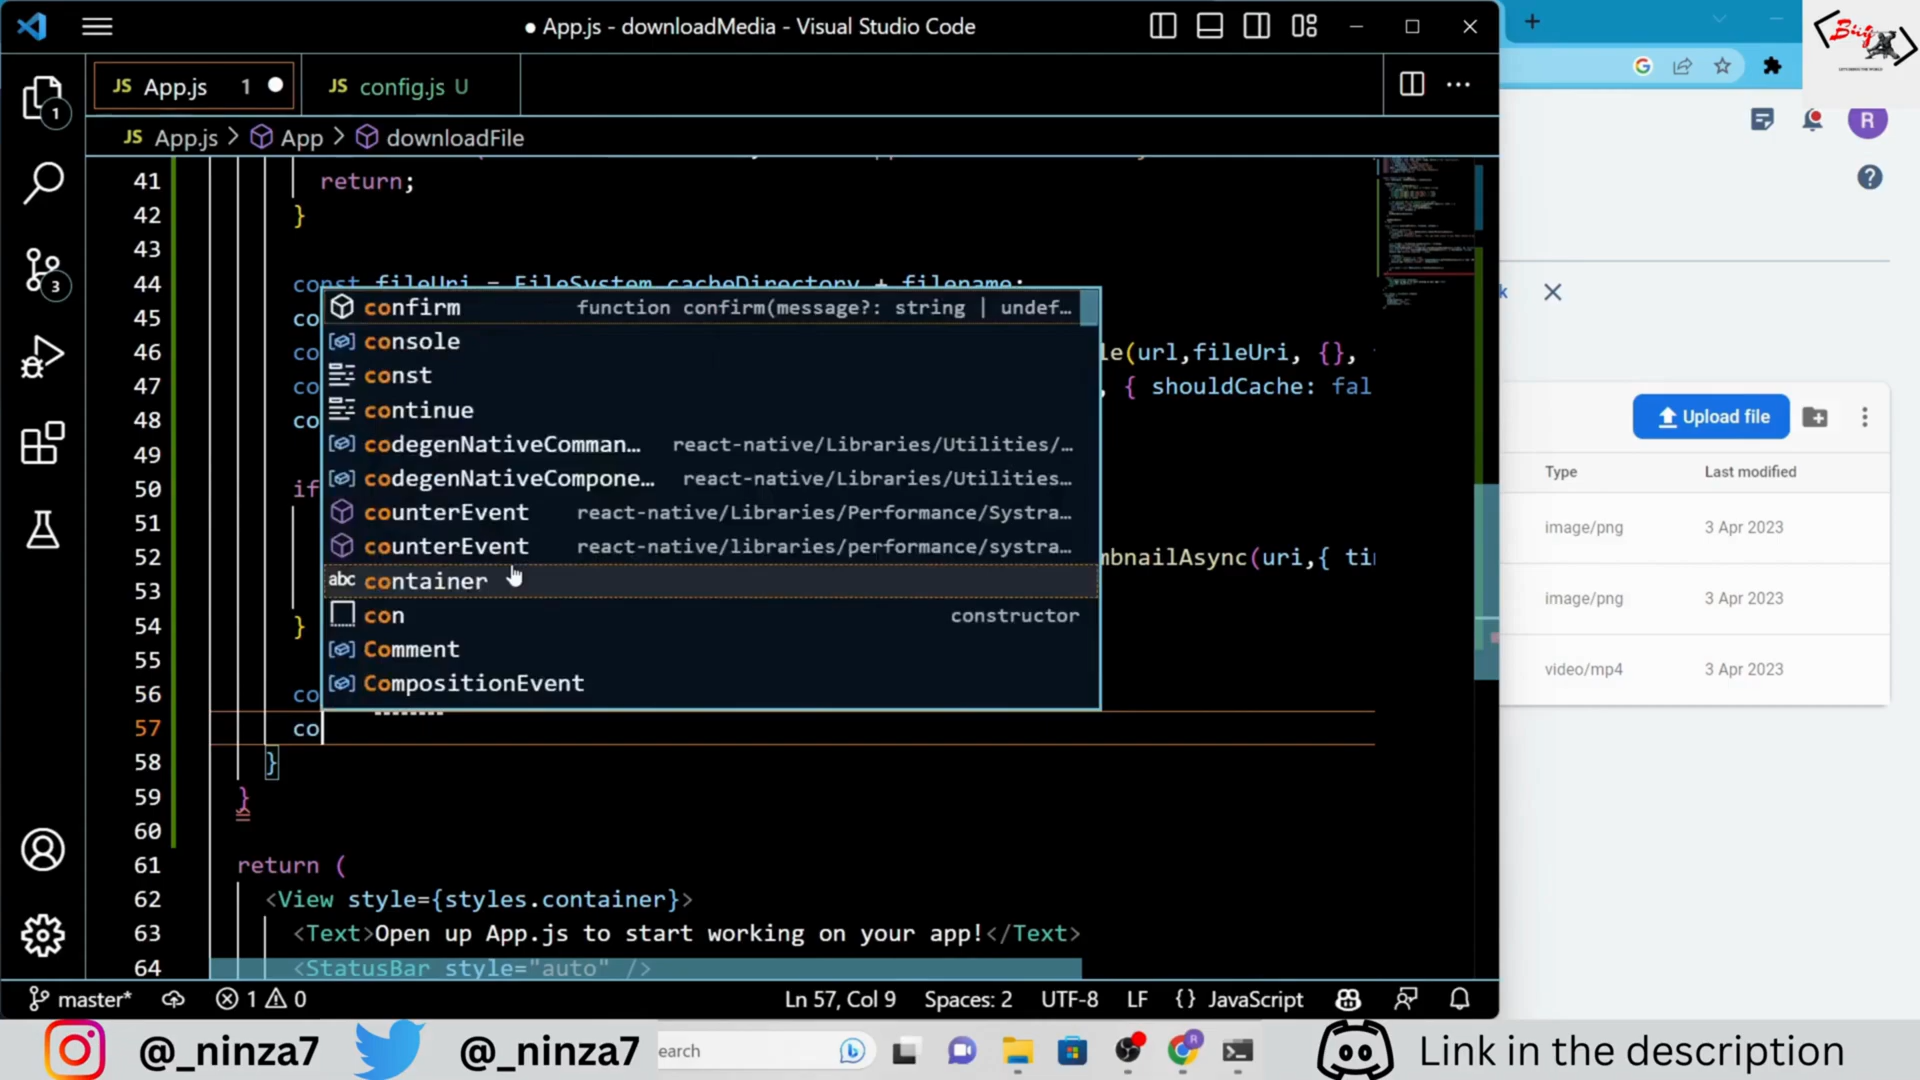 App.js - downloadMedia - Visual Studio Code
JS App.js 1
JS config.js U
JS App.js > App > downloadFile
41 return;
42 }
43
44 const fileUri = FileSystem.cacheDirectory + filename;
45 co
46 co le(url,fileUri, {},
47 co , { shouldCache: fal
48 co
49
50 if
51
52 mbnailAsync(uri,{ tim
53
54 }
55
56 co
57 co
58 }
59 }
60
61 return (
62 <View style={styles.container}>
63 <Text>Open up App.js to start working on your app!</Text>
64 <StatusBar style="auto" />
confirm function confirm(message?: string | undef…
console
const
continue
codegenNativeComman… react-native/Libraries/Utilities/…
codegenNativeCompone… react-native/Libraries/Utilities…
counterEvent react-native/Libraries/Performance/Systra…
counterEvent react-native/libraries/performance/systra…
abc container
con constructor
Comment
CompositionEvent
1
3
master* 1 0 Ln 57, Col 9 Spaces: 2 UTF-8 LF {} JavaScript
R
k
Upload file
Type Last modified
image/png 3 Apr 2023
image/png 3 Apr 2023
video/mp4 3 Apr 2023
@_ninza7 @_ninza7 earch Link in the description